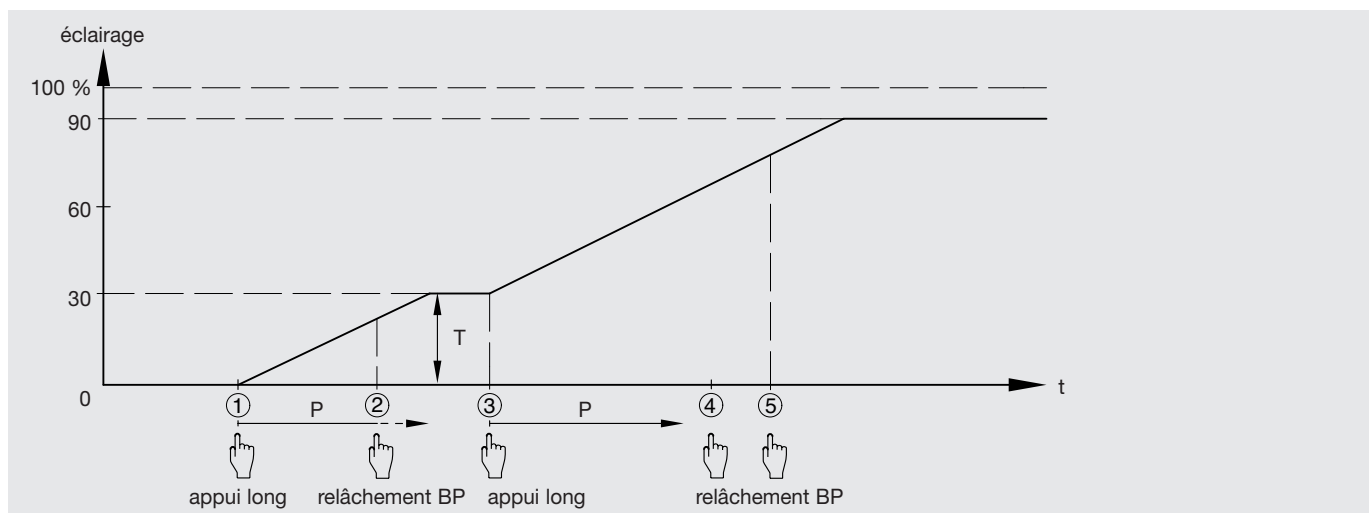 éclairage
100 %
90
60
30
T
0
t
① P ② ③ P ④ ⑤
appui long relâchement BP appui long relâchement BP